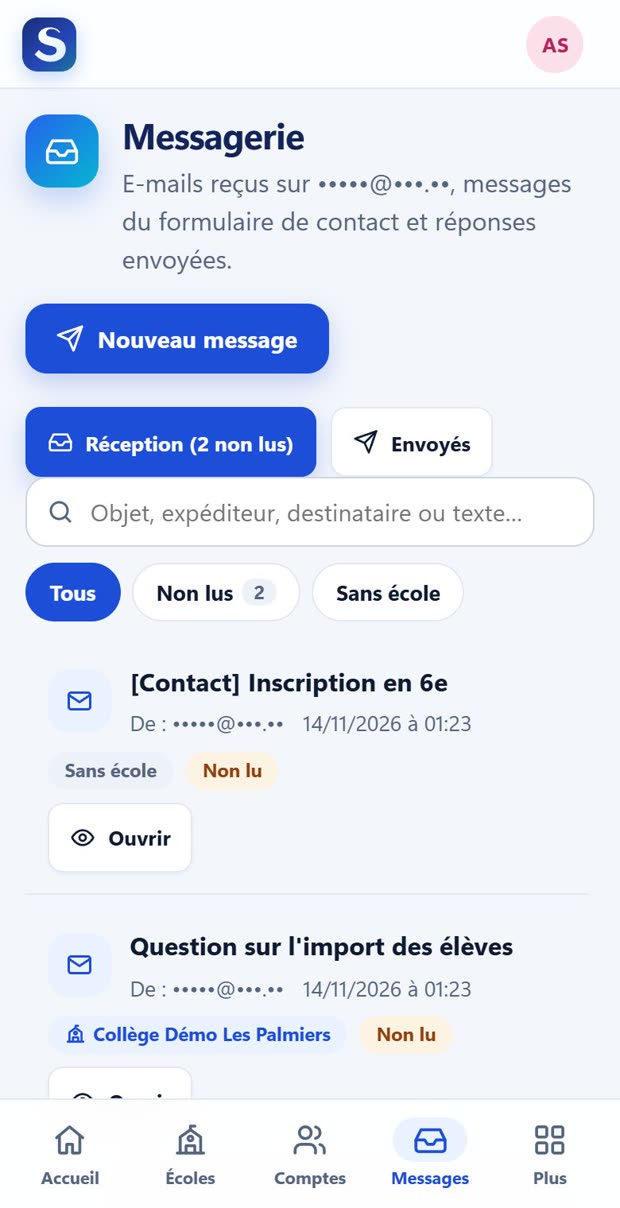 S
AS
Messagerie
E-mails reçus sur •••••@•••.••, messages
du formulaire de contact et réponses
envoyées.
Nouveau message
Réception (2 non lus)
Envoyés
Objet, expéditeur, destinataire ou texte...
Tous
Non lus 2
Sans école
[Contact] Inscription en 6e
De : •••••@•••.•• 14/11/2026 à 01:23
Sans école
Non lu
Ouvrir
Question sur l'import des élèves
De : •••••@•••.•• 14/11/2026 à 01:23
Collège Démo Les Palmiers
Non lu
Accueil
Écoles
Comptes
Messages
Plus